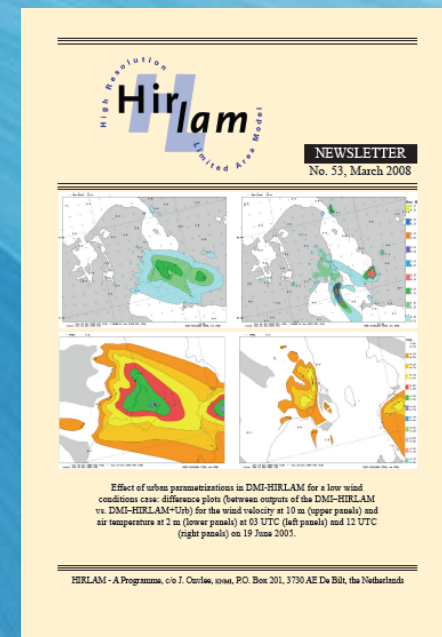 High Resolution
Hirlam
Limited Area Model
NEWSLETTER
No. 53, March 2008
Effect of urban parametrizations in DMI-HIRLAM for a low wind
conditions case: difference plots (between outputs of the DMI–HIRLAM
vs. DMI–HIRLAM+Urb) for the wind velocity at 10 m (upper panels) and
air temperature at 2 m (lower panels) at 03 UTC (left panels) and 12 UTC
(right panels) on 19 June 2005.
HIRLAM - A Programme, c/o J. Onvlee, KNMI, P.O. Box 201, 3730 AE De Bilt, the Netherlands